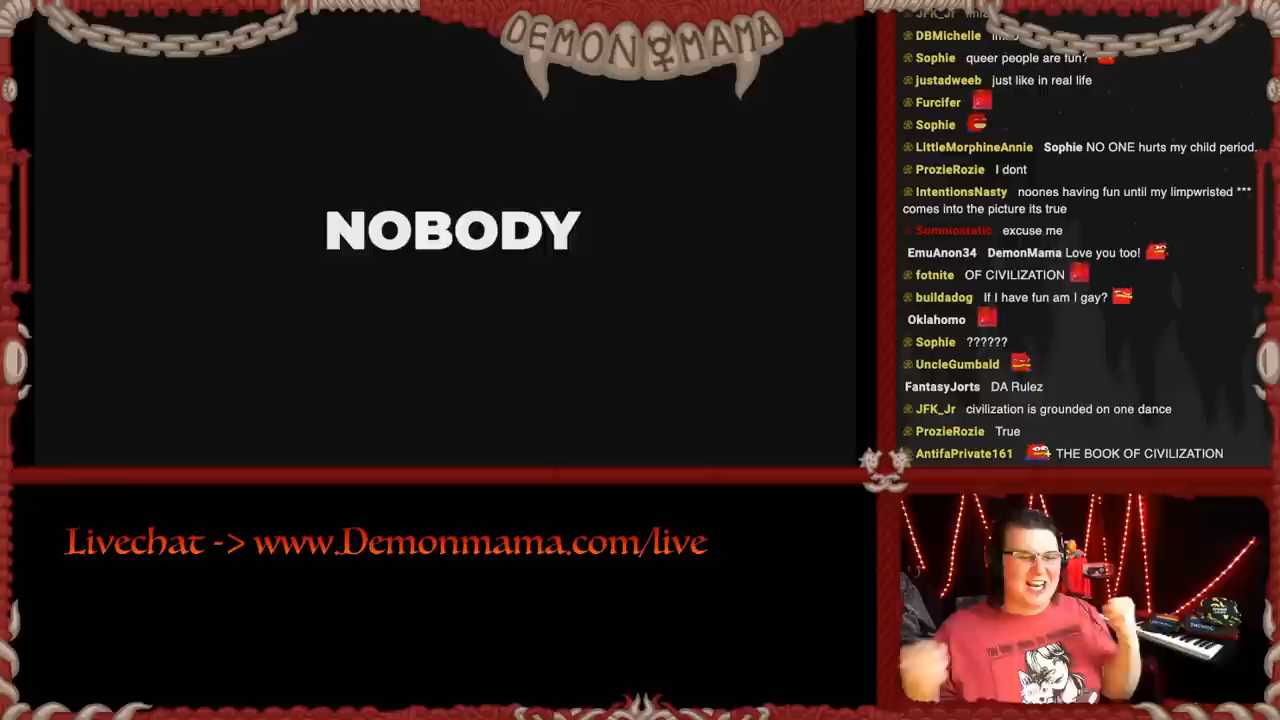 DEMON MAMA
NOBODY
Livechat -> www.Demonmama.com/live
JFK_Jr
DBMichelle
Sophie queer people are fun?
justadweeb just like in real life
Furcifer
Sophie
LittleMorphineAnnie Sophie NO ONE hurts my child period.
ProzieRozie I dont
IntentionsNasty noones having fun until my limpwristed ***
comes into the picture its true
Somniostatic excuse me
EmuAnon34 DemonMama Love you too!
fotnite OF CIVILIZATION
buildadog If I have fun am I gay?
Oklahomo
Sophie ??????
UncleGumbald
FantasyJorts DA Rulez
JFK_Jr civilization is grounded on one dance
ProzieRozie True
AntifaPrivate161 THE BOOK OF CIVILIZATION